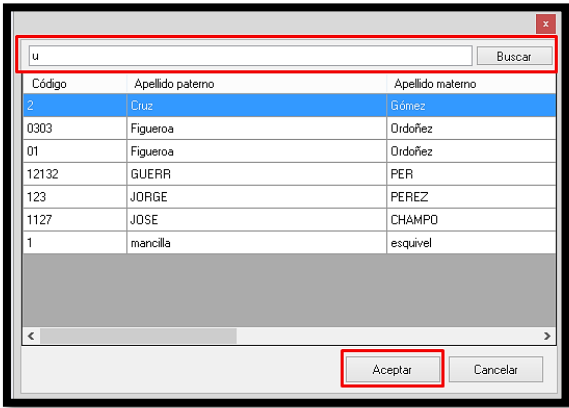 x
u Buscar
Código Apellido paterno Apellido materno
2 Cruz Gómez
0303 Figueroa Ordoñez
01 Figueroa Ordoñez
12132 GUERR PER
123 JORGE PEREZ
1127 JOSE CHAMPO
1 mancilla esquivel
Aceptar Cancelar